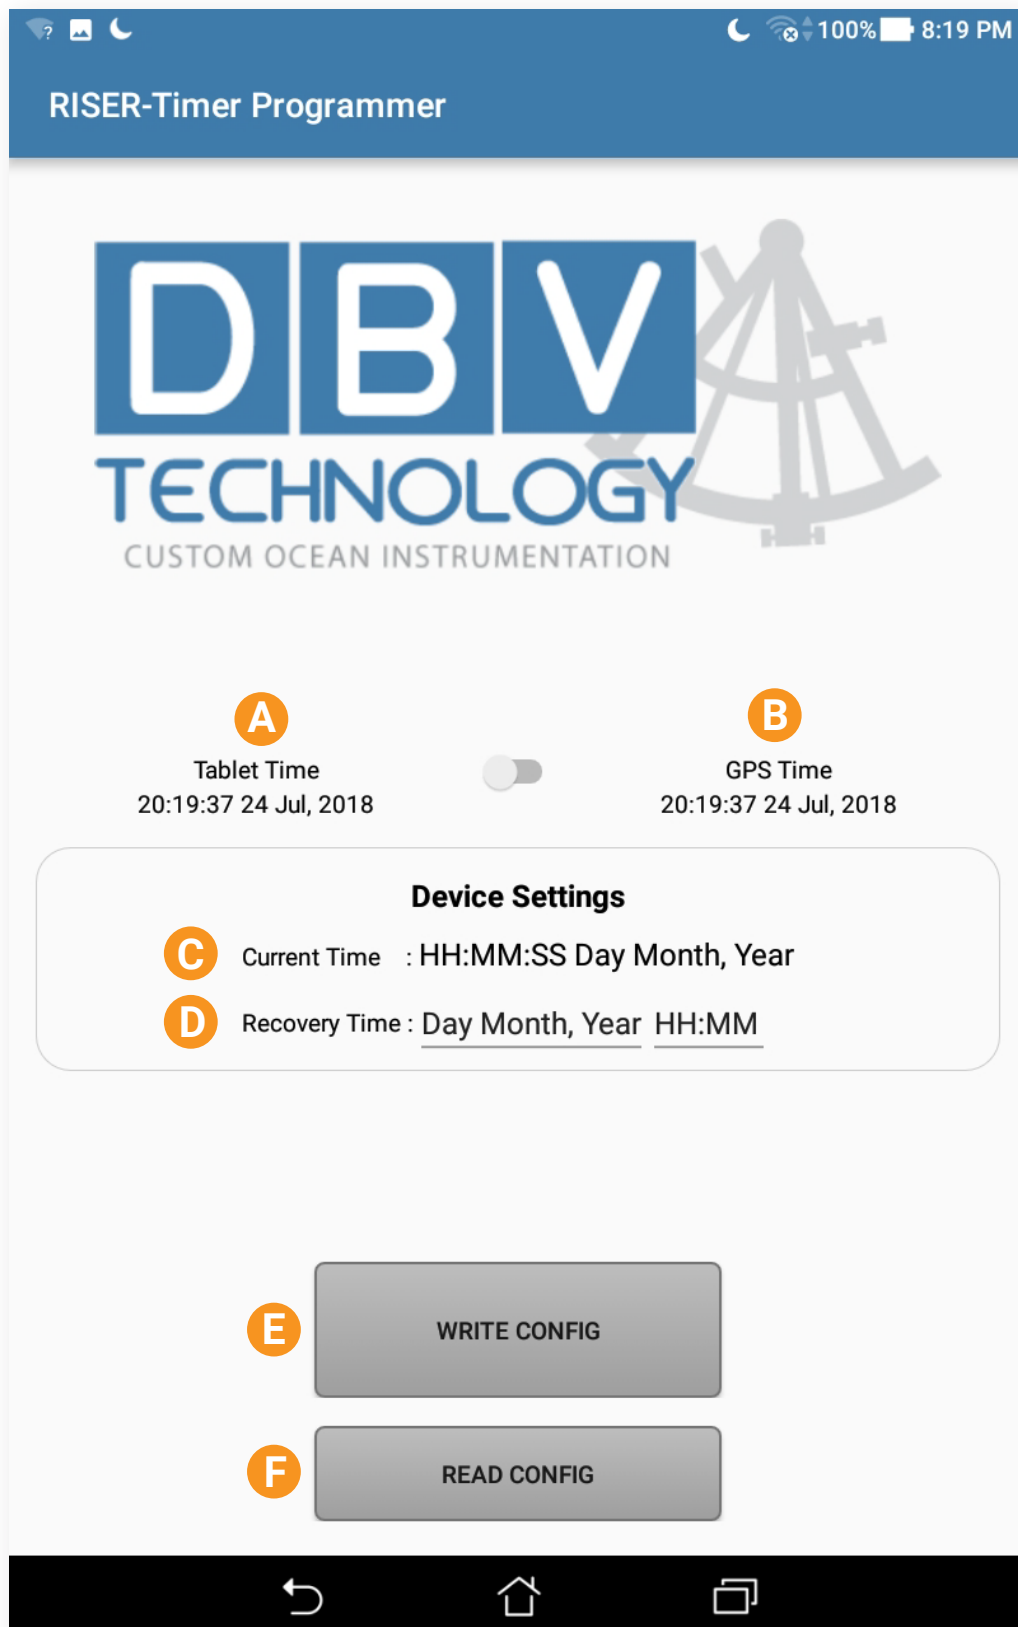 100% 8:19 PM
RISER-Timer Programmer
DBV
TECHNOLOGY
CUSTOM OCEAN INSTRUMENTATION
A B
Tablet Time GPS Time
20:19:37 24 Jul, 2018 20:19:37 24 Jul, 2018
Device Settings
C Current Time : HH:MM:SS Day Month, Year
D Recovery Time : Day Month, Year HH:MM
E WRITE CONFIG
F READ CONFIG